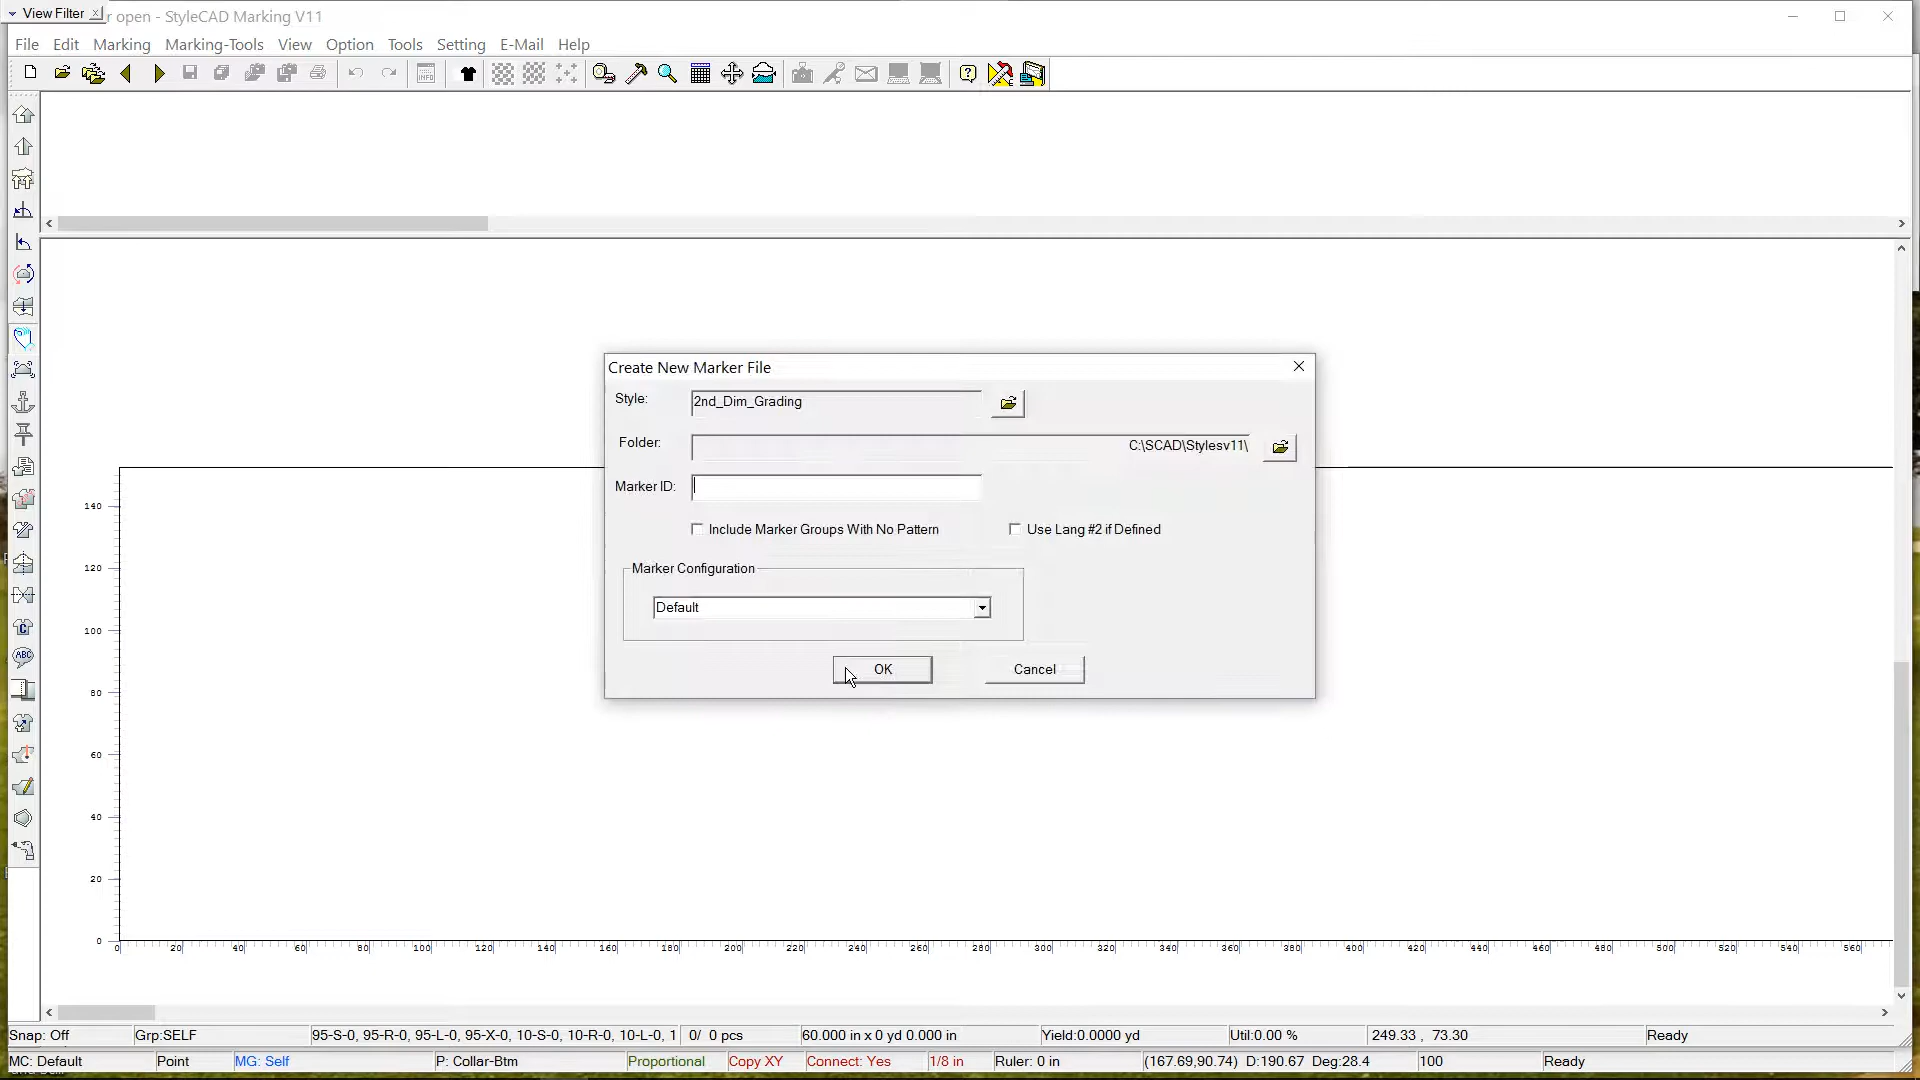 View Filter
r open - StyleCAD Marking V11
File Edit Marking Marking-Tools View Option Tools Setting E-Mail Help
INFO
Create New Marker File
Style: 2nd_Dim_Grading
Folder: C:\SCAD\Stylesv11\
Marker ID:
Include Marker Groups With No Pattern Use Lang #2 if Defined
Marker Configuration
Default
OK Cancel
C
ABC
140
120
100
80
60
40
20
0
0 20 40 60 80 100 120 140 160 180 200 220 240 260 280 300 320 340 360 380 400 420 440 460 480 500 520 540 560
Snap: Off Grp:SELF 95-S-0, 95-R-0, 95-L-0, 95-X-0, 10-S-0, 10-R-0, 10-L-0, 1 0/ 0 pcs 60.000 in x 0 yd 0.000 in Yield:0.0000 yd Util:0.00 % 249.33 , 73.30 Ready
MC: Default Point MG: Self P: Collar-Btm Proportional Copy XY Connect: Yes 1/8 in Ruler: 0 in (167.69,90.74) D:190.67 Deg:28.4 100 Ready